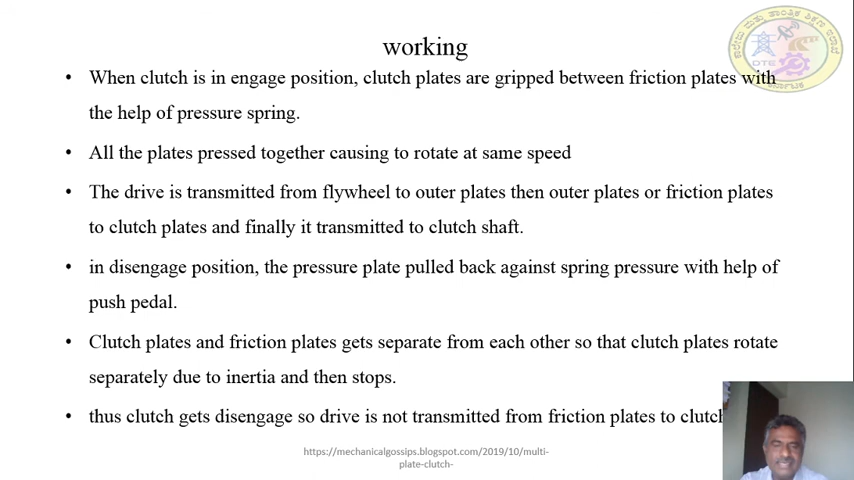 working
• When clutch is in engage position, clutch plates are gripped between friction plates with
the help of pressure spring.
• All the plates pressed together causing to rotate at same speed
• The drive is transmitted from flywheel to outer plates then outer plates or friction plates
to clutch plates and finally it transmitted to clutch shaft.
• in disengage position, the pressure plate pulled back against spring pressure with help of
push pedal.
• Clutch plates and friction plates gets separate from each other so that clutch plates rotate
separately due to inertia and then stops.
• thus clutch gets disengage so drive is not transmitted from friction plates to clutch
https://mechanicalgossips.blogspot.com/2019/10/multi-
plate-clutch-
DTE